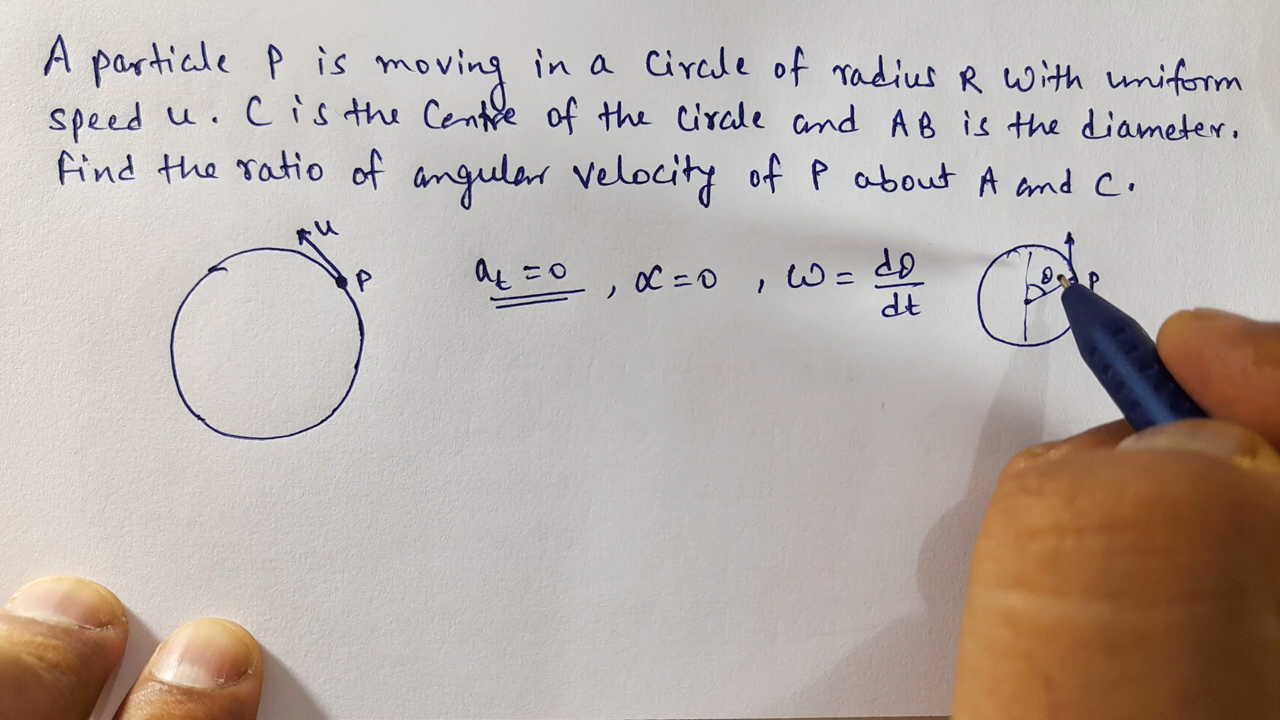 A particle P is moving in a circle of radius R with uniform
speed u. C is the Centre of the circle and AB is the diameter.
find the ratio of angular velocity of P about A and C.
u
P
at = 0 , α = 0 , ω = dθ/dt
θ
P